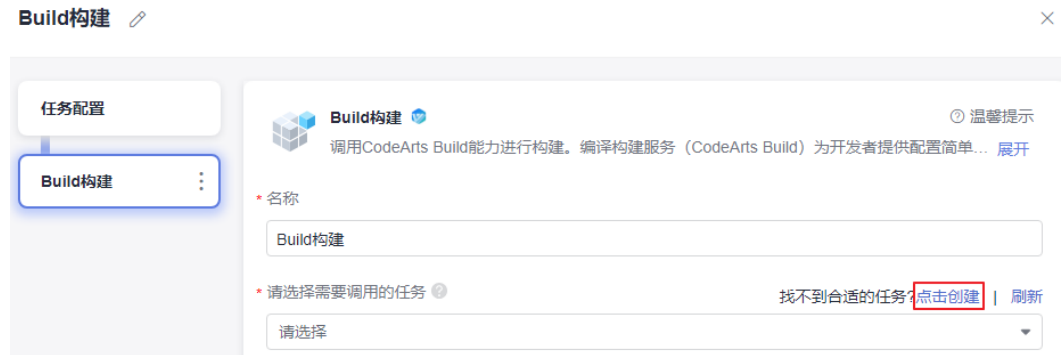 Build构建
任务配置
Build构建
Build构建
温馨提示
调用CodeArts Build能力进行构建。编译构建服务（CodeArts Build）为开发者提供配置简单... 展开
* 名称
Build构建
* 请选择需要调用的任务
找不到合适的任务?点击创建 | 刷新
请选择